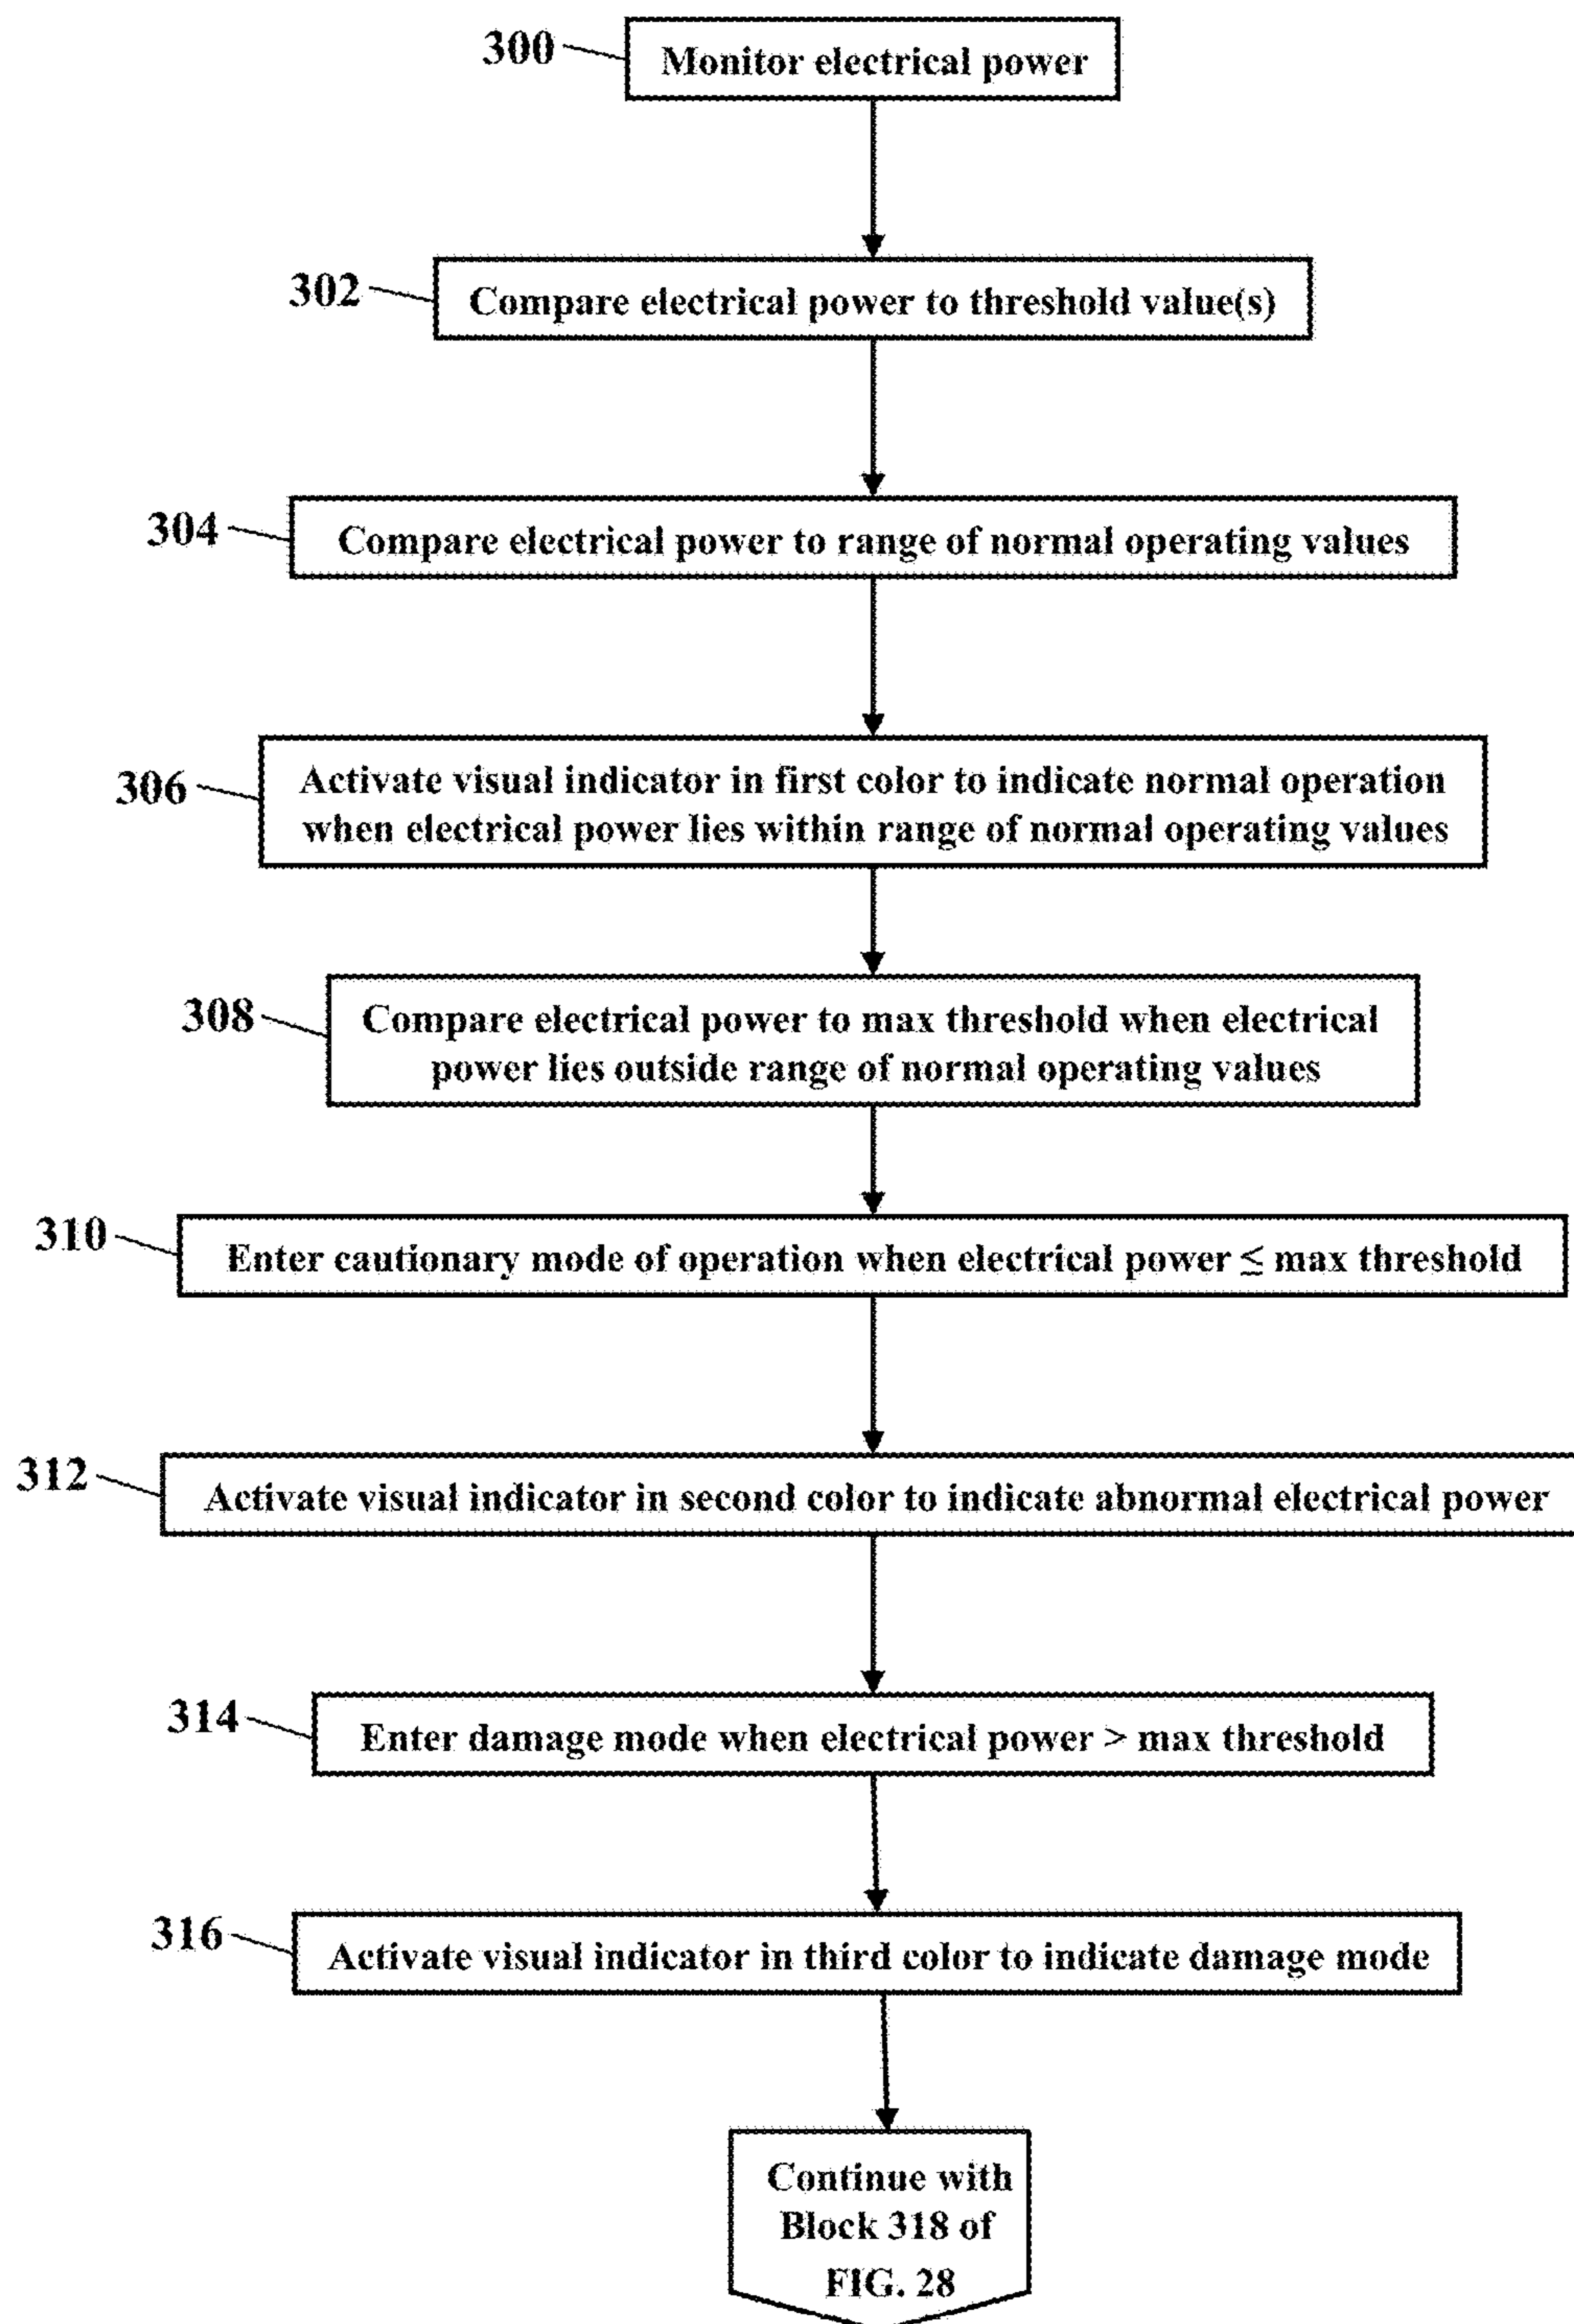 300
Monitor electrical power
302
Compare electrical power to threshold value(s)
304
Compare electrical power to range of normal operating values
306
Activate visual indicator in first color to indicate normal operation
when electrical power lies within range of normal operating values
308
Compare electrical power to max threshold when electrical
power lies outside range of normal operating values
310
Enter cautionary mode of operation when electrical power ≤ max threshold
312
Activate visual indicator in second color to indicate abnormal electrical power
314
Enter damage mode when electrical power > max threshold
316
Activate visual indicator in third color to indicate damage mode
Continue with
Block 318 of
FIG. 28